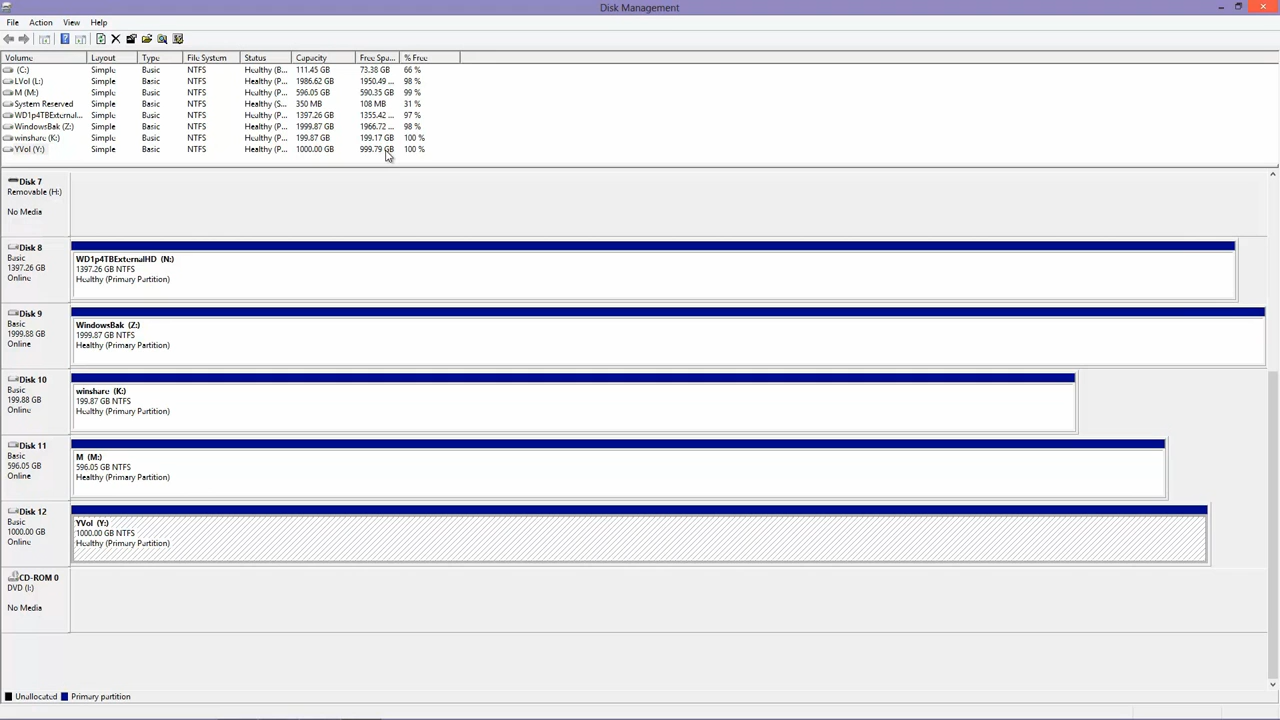 Disk Management
File Action View Help
Volume Layout Type File System Status Capacity Free Spa... % Free
(C:) Simple Basic NTFS Healthy (B... 111.45 GB 73.38 GB 66 %
LVol (L:) Simple Basic NTFS Healthy (P... 1986.62 GB 1950.49 ... 98 %
M (M:) Simple Basic NTFS Healthy (P... 596.05 GB 590.35 GB 99 %
System Reserved Simple Basic NTFS Healthy (S... 350 MB 108 MB 31 %
WD1p4TBExternal... Simple Basic NTFS Healthy (P... 1397.26 GB 1355.42 ... 97 %
WindowsBak (Z:) Simple Basic NTFS Healthy (P... 1999.87 GB 1966.72 ... 98 %
winshare (K:) Simple Basic NTFS Healthy (P... 199.87 GB 199.17 GB 100 %
YVol (Y:) Simple Basic NTFS Healthy (P... 1000.00 GB 999.79 GB 100 %
Disk 7
Removable (H:)
No Media
Disk 8
Basic
1397.26 GB
Online
WD1p4TBExternalHD (N:)
1397.26 GB NTFS
Healthy (Primary Partition)
Disk 9
Basic
1999.88 GB
Online
WindowsBak (Z:)
1999.87 GB NTFS
Healthy (Primary Partition)
Disk 10
Basic
199.88 GB
Online
winshare (K:)
199.87 GB NTFS
Healthy (Primary Partition)
Disk 11
Basic
596.05 GB
Online
M (M:)
596.05 GB NTFS
Healthy (Primary Partition)
Disk 12
Basic
1000.00 GB
Online
YVol (Y:)
1000.00 GB NTFS
Healthy (Primary Partition)
CD-ROM 0
DVD (I:)
No Media
Unallocated Primary partition